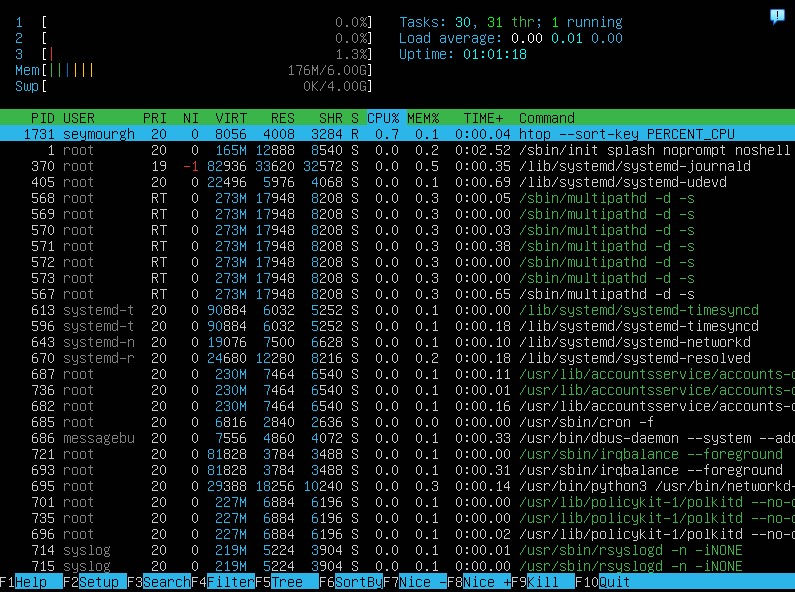 1 [ 0.0%] Tasks: 30, 31 thr; 1 running
2 [ 0.0%] Load average: 0.00 0.01 0.00
3 [| 1.3%] Uptime: 01:01:18
Mem[|||||| 176M/6.00G]
Swp[ 0K/4.00G]
PID USER PRI NI VIRT RES SHR S CPU% MEM% TIME+ Command
1731 seymourgh 20 0 8056 4008 3284 R 0.7 0.1 0:00.04 htop --sort-key PERCENT_CPU
1 root 20 0 165M 12888 8540 S 0.0 0.2 0:02.52 /sbin/init splash noprompt noshell
370 root 19 -1 82936 33620 32572 S 0.0 0.5 0:00.35 /lib/systemd/systemd-journald
405 root 20 0 22496 5976 4068 S 0.0 0.1 0:00.69 /lib/systemd/systemd-udevd
568 root RT 0 273M 17948 8208 S 0.0 0.3 0:00.05 /sbin/multipathd -d -s
569 root RT 0 273M 17948 8208 S 0.0 0.3 0:00.00 /sbin/multipathd -d -s
570 root RT 0 273M 17948 8208 S 0.0 0.3 0:00.03 /sbin/multipathd -d -s
571 root RT 0 273M 17948 8208 S 0.0 0.3 0:00.38 /sbin/multipathd -d -s
572 root RT 0 273M 17948 8208 S 0.0 0.3 0:00.00 /sbin/multipathd -d -s
573 root RT 0 273M 17948 8208 S 0.0 0.3 0:00.00 /sbin/multipathd -d -s
567 root RT 0 273M 17948 8208 S 0.0 0.3 0:00.65 /sbin/multipathd -d -s
613 systemd-t 20 0 90884 6032 5252 S 0.0 0.1 0:00.00 /lib/systemd/systemd-timesyncd
596 systemd-t 20 0 90884 6032 5252 S 0.0 0.1 0:00.18 /lib/systemd/systemd-timesyncd
643 systemd-n 20 0 19076 7500 6628 S 0.0 0.1 0:00.10 /lib/systemd/systemd-networkd
670 systemd-r 20 0 24680 12280 8216 S 0.0 0.2 0:00.18 /lib/systemd/systemd-resolved
687 root 20 0 230M 7464 6540 S 0.0 0.1 0:00.11 /usr/lib/accountsservice/accounts-d
736 root 20 0 230M 7464 6540 S 0.0 0.1 0:00.01 /usr/lib/accountsservice/accounts-d
682 root 20 0 230M 7464 6540 S 0.0 0.1 0:00.16 /usr/lib/accountsservice/accounts-d
685 root 20 0 6816 2840 2636 S 0.0 0.0 0:00.00 /usr/sbin/cron -f
686 messagebu 20 0 7556 4860 4072 S 0.0 0.1 0:00.33 /usr/bin/dbus-daemon --system --add
721 root 20 0 81828 3784 3488 S 0.0 0.1 0:00.00 /usr/sbin/irqbalance --foreground
693 root 20 0 81828 3784 3488 S 0.0 0.1 0:00.31 /usr/sbin/irqbalance --foreground
695 root 20 0 29388 18256 10240 S 0.0 0.3 0:00.14 /usr/bin/python3 /usr/bin/networkd-
701 root 20 0 227M 6884 6196 S 0.0 0.1 0:00.00 /usr/lib/policykit-1/polkitd --no-d
735 root 20 0 227M 6884 6196 S 0.0 0.1 0:00.00 /usr/lib/policykit-1/polkitd --no-d
696 root 20 0 227M 6884 6196 S 0.0 0.1 0:00.02 /usr/lib/policykit-1/polkitd --no-d
714 syslog 20 0 219M 5224 3904 S 0.0 0.1 0:00.01 /usr/sbin/rsyslogd -n -iNONE
715 syslog 20 0 219M 5224 3904 S 0.0 0.1 0:00.00 /usr/sbin/rsyslogd -n -iNONE
F1Help F2Setup F3SearchF4FilterF5Tree F6SortByF7Nice -F8Nice +F9Kill F10Quit